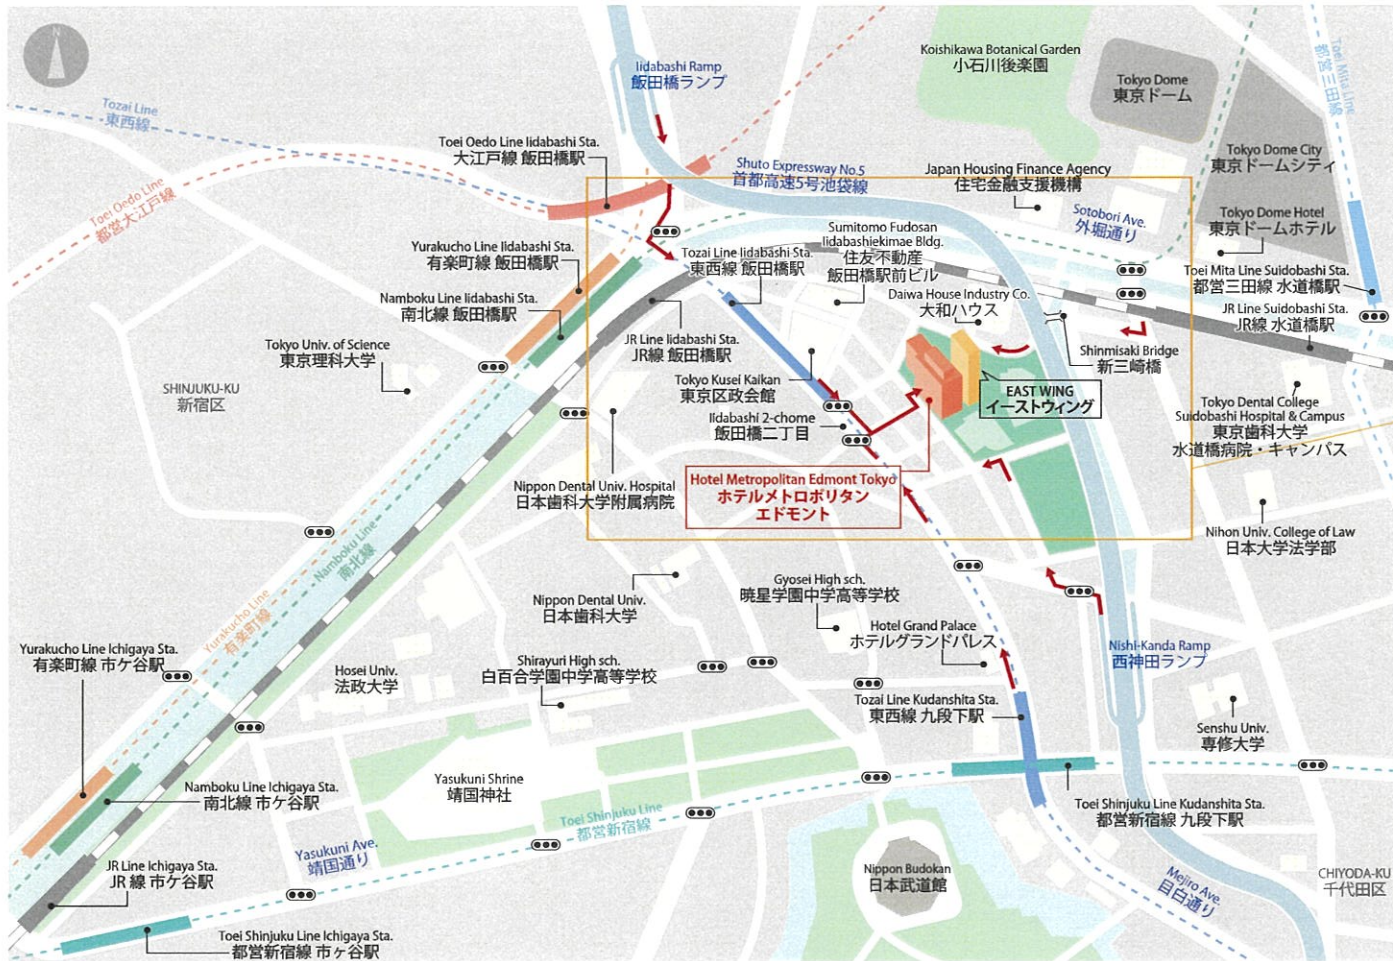 N
Koishikawa Botanical Garden
小石川後楽園
Tokyo Dome
東京ドーム
Toei Mita Line
都営三田線
Iidabashi Ramp
飯田橋ランプ
Tozai Line
東西線
Toei Oedo Line Iidabashi Sta.
大江戸線 飯田橋駅
Shuto Expressway No.5
首都高速5号池袋線
Japan Housing Finance Agency
住宅金融支援機構
Tokyo Dome City
東京ドームシティ
Toei Oedo Line
都営大江戸線
Sotobori Ave.
外堀通り
Tokyo Dome Hotel
東京ドームホテル
Yurakucho Line Iidabashi Sta.
有楽町線 飯田橋駅
Tozai Line Iidabashi Sta.
東西線 飯田橋駅
Sumitomo Fudosan
Iidabashiekimae Bldg.
住友不動産
飯田橋駅前ビル
Toei Mita Line Suidobashi Sta.
都営三田線 水道橋駅
Namboku Line Iidabashi Sta.
南北線 飯田橋駅
Daiwa House Industry Co.
大和ハウス
JR Line Suidobashi Sta.
JR線 水道橋駅
Tokyo Univ. of Science
東京理科大学
JR Line Iidabashi Sta.
JR線 飯田橋駅
Shinmisaki Bridge
新三崎橋
SHINJUKU-KU
新宿区
Tokyo Kusei Kaikan
東京区政会館
EAST WING
イーストウィング
Iidabashi 2-chome
飯田橋二丁目
Tokyo Dental College
Suidobashi Hospital & Campus
東京歯科大学
水道橋病院・キャンパス
Hotel Metropolitan Edmont Tokyo
ホテルメトロポリタン
エドモント
Nippon Dental Univ. Hospital
日本歯科大学附属病院
Nihon Univ. College of Law
日本大学法学部
Namboku Line
南北線
Yurakucho Line
有楽町線
Nippon Dental Univ.
日本歯科大学
Gyosei High sch.
暁星学園中学高等学校
Hotel Grand Palace
ホテルグランドパレス
Nishi-Kanda Ramp
西神田ランプ
Yurakucho Line Ichigaya Sta.
有楽町線 市ケ谷駅
Hosei Univ.
法政大学
Shirayuri High sch.
白百合学園中学高等学校
Tozai Line Kudanshita Sta.
東西線 九段下駅
Senshu Univ.
専修大学
Namboku Line Ichigaya Sta.
南北線 市ケ谷駅
Yasukuni Shrine
靖国神社
Toei Shinjuku Line
都営新宿線
Toei Shinjuku Line Kudanshita Sta.
都営新宿線 九段下駅
Yasukuni Ave.
靖国通り
JR Line Ichigaya Sta.
JR 線 市ケ谷駅
Nippon Budokan
日本武道館
Mejiro Ave.
目白通り
CHIYODA-KU
千代田区
Toei Shinjuku Line Ichigaya Sta.
都営新宿線 市ヶ谷駅